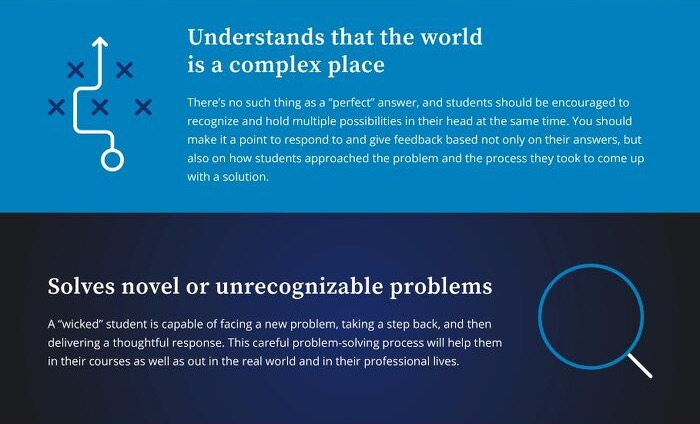 Understands that the world
is a complex place
There's no such thing as a “perfect” answer, and students should be encouraged to
recognize and hold multiple possibilities in their head at the same time. You should
make it a point to respond to and give feedback based not only on their answers, but
also on how students approached the problem and the process they took to come up
with a solution.
Solves novel or unrecognizable problems
A “wicked” student is capable of facing a new problem, taking a step back, and then
delivering a thoughtful response. This careful problem-solving process will help them
in their courses as well as out in the real world and in their professional lives.